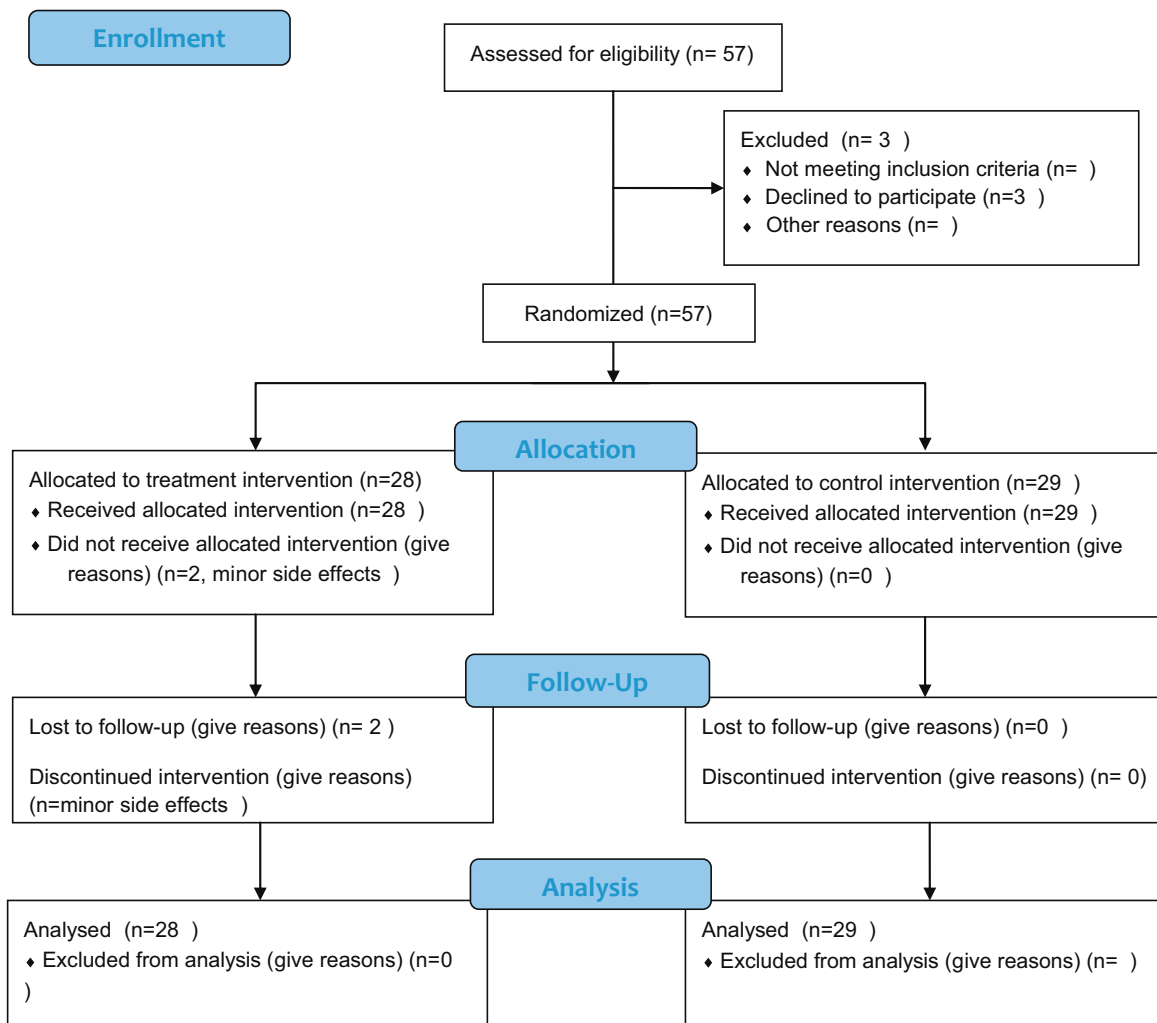 Enrollment
Assessed for eligibility (n= 57)
Excluded (n= 3 )
♦ Not meeting inclusion criteria (n= )
♦ Declined to participate (n=3 )
♦ Other reasons (n= )
Randomized (n=57)
Allocation
Allocated to treatment intervention (n=28)
♦ Received allocated intervention (n=28 )
♦ Did not receive allocated intervention (give
reasons) (n=2, minor side effects )
Allocated to control intervention (n=29 )
♦ Received allocated intervention (n=29 )
♦ Did not receive allocated intervention (give
reasons) (n=0 )
Follow-Up
Lost to follow-up (give reasons) (n= 2 )
Discontinued intervention (give reasons)
(n=minor side effects )
Lost to follow-up (give reasons) (n=0 )
Discontinued intervention (give reasons) (n= 0)
Analysis
Analysed (n=28 )
♦ Excluded from analysis (give reasons) (n=0
)
Analysed (n=29 )
♦ Excluded from analysis (give reasons) (n= )